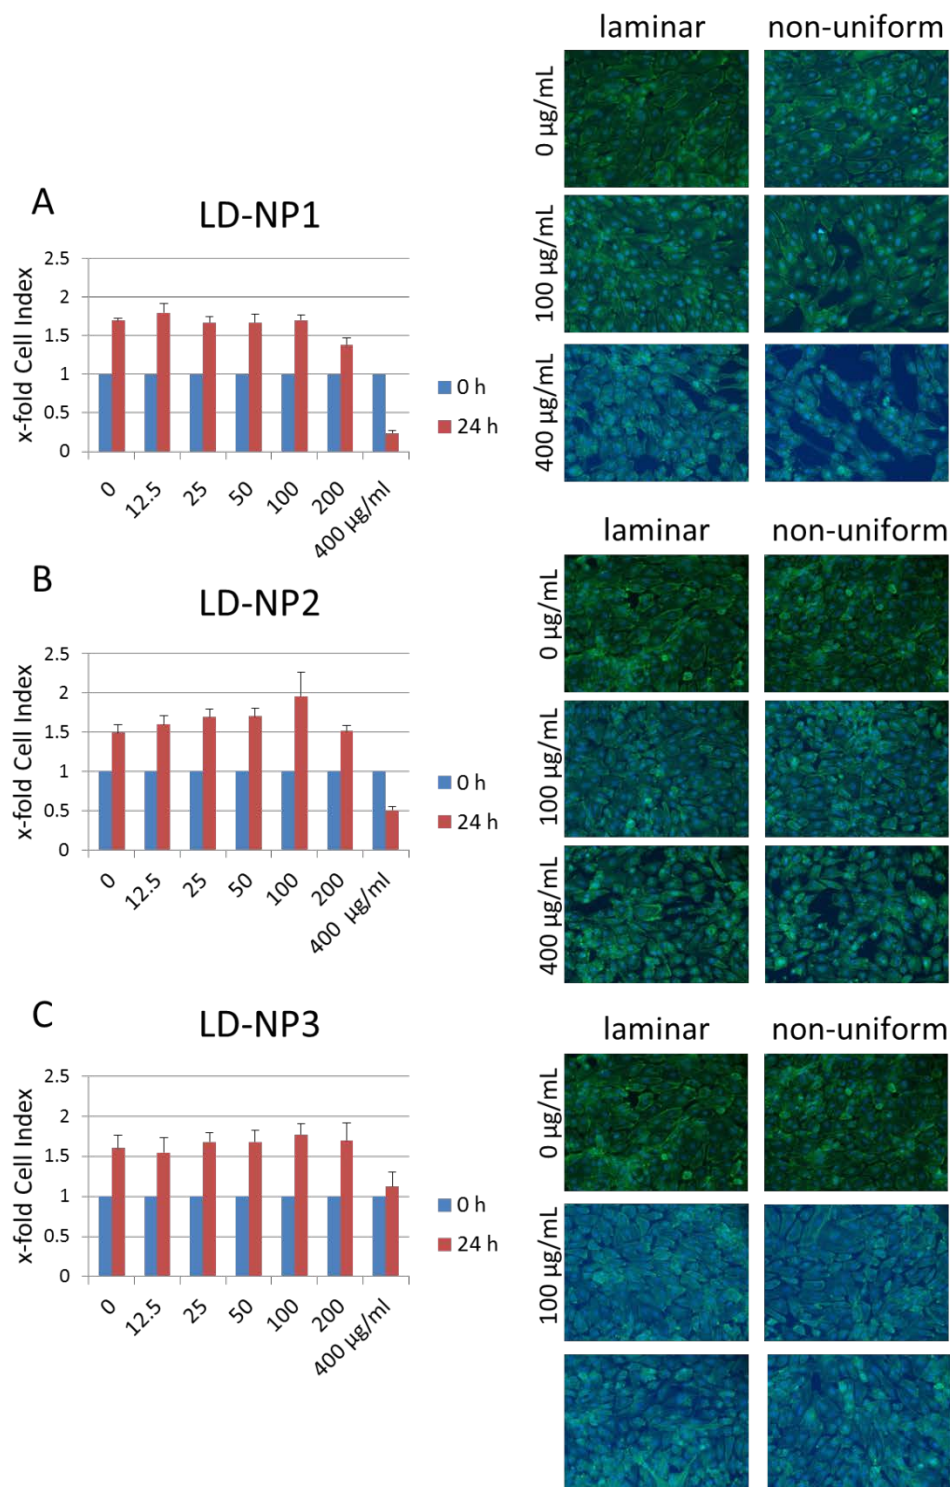 laminar non-uniform
0 µg/mL
100 µg/mL
400 µg/mL
A
LD-NP1
x-fold Cell Index
2.5
2
1.5
1
0.5
0
0 12.5 25 50 100 200 400 µg/ml
0 h
24 h
laminar non-uniform
0 µg/mL
100 µg/mL
400 µg/mL
B
LD-NP2
x-fold Cell Index
2.5
2
1.5
1
0.5
0
0 12.5 25 50 100 200 400 µg/ml
0 h
24 h
laminar non-uniform
0 µg/mL
100 µg/mL
C
LD-NP3
x-fold Cell Index
2.5
2
1.5
1
0.5
0
0 12.5 25 50 100 200 400 µg/ml
0 h
24 h